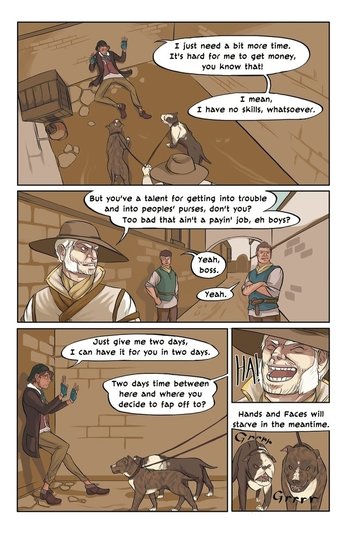 I just need a bit more time.
It's hard for me to get money,
you know that!
I mean,
I have no skills, whatsoever.
But you've a talent for getting into trouble
and into peoples' purses, don't you?
Too bad that ain't a payin' job, eh boys?
Yeah,
boss.
Yeah.
Just give me two days,
I can have it for you in two days.
Two days time between
here and where you
decide to fap off to?
HA!
Hands and Faces will
starve in the meantime.
Grrrr
Grrrr